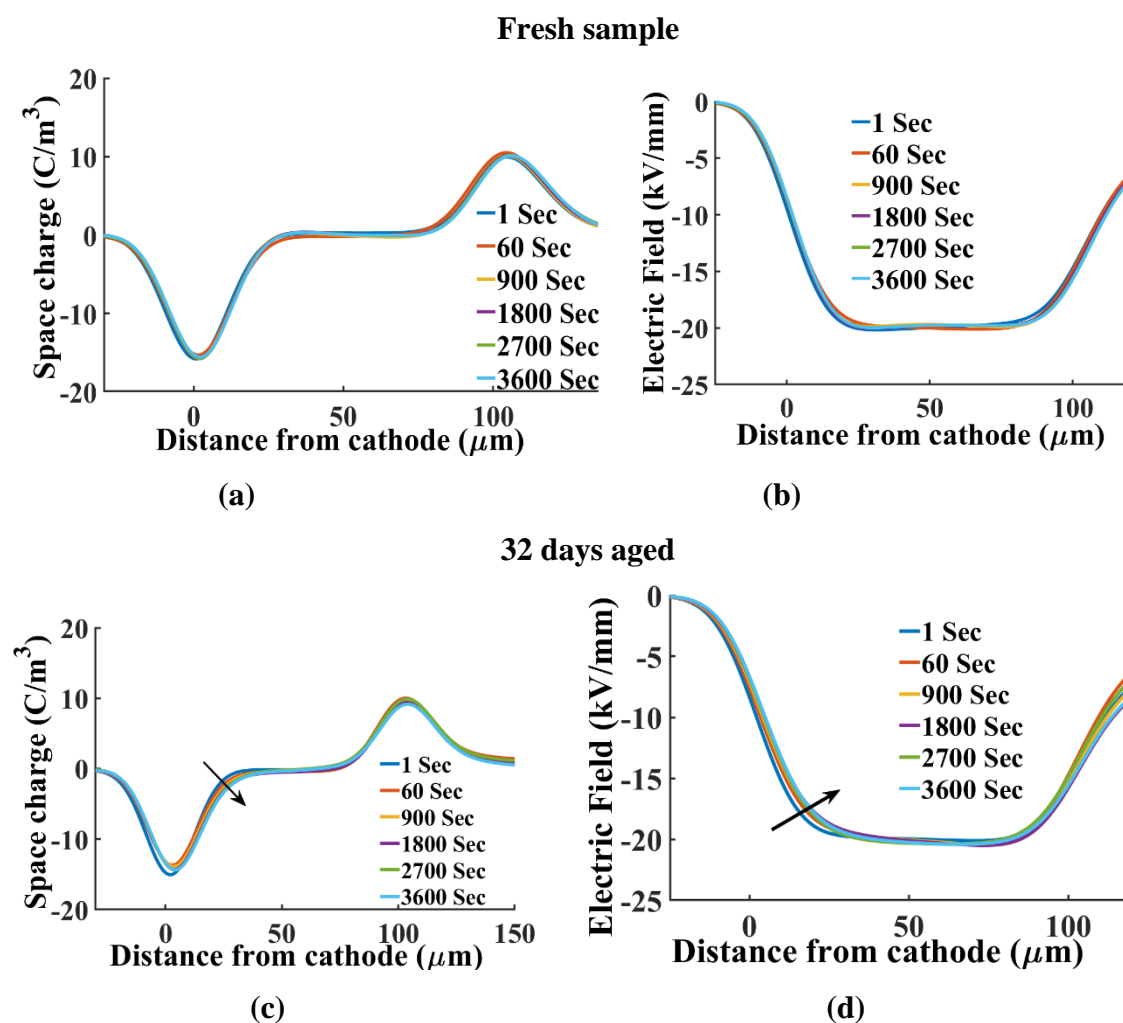 Fresh sample
Space charge (C/m³)
20
10
0
-10
-20
0
50
100
Distance from cathode (μm)
1 Sec
60 Sec
900 Sec
1800 Sec
2700 Sec
3600 Sec
(a)
Electric Field (kV/mm)
0
-5
-10
-15
-20
-25
0
50
100
Distance from cathode (μm)
1 Sec
60 Sec
900 Sec
1800 Sec
2700 Sec
3600 Sec
(b)
32 days aged
Space charge (C/m³)
20
10
0
-10
-20
0
50
100
150
Distance from cathode (μm)
1 Sec
60 Sec
900 Sec
1800 Sec
2700 Sec
3600 Sec
(c)
Electric Field (kV/mm)
0
-5
-10
-15
-20
-25
0
50
100
Distance from cathode (μm)
1 Sec
60 Sec
900 Sec
1800 Sec
2700 Sec
3600 Sec
(d)